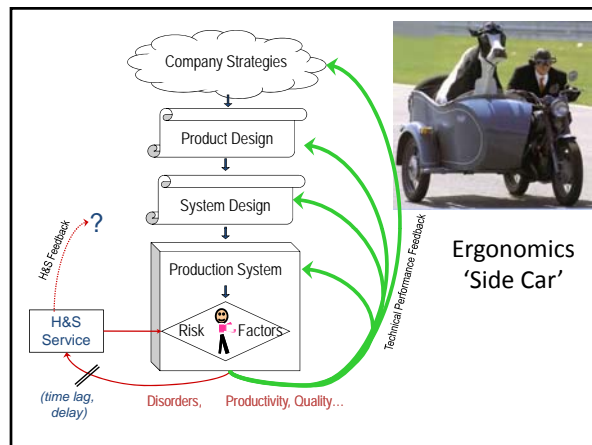 Company Strategies
Product Design
System Design
Production System
Risk Factors
H&S Feedback
?
H&S
Service
(time lag,
delay)
Disorders, Productivity, Quality…
Technical Performance Feedback
Ergonomics
‘Side Car’